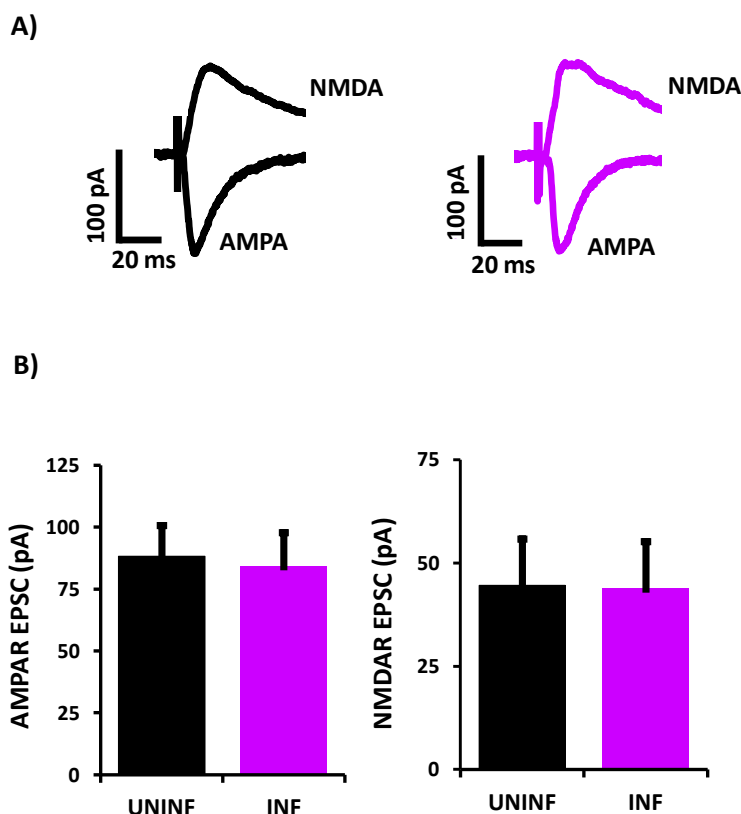 A)
NMDA
100 pA
20 ms
AMPA
NMDA
100 pA
20 ms
AMPA
B)
AMPAR EPSC (pA)
125
100
75
50
25
0
UNINF INF
NMDAR EPSC (pA)
75
50
25
0
UNINF INF